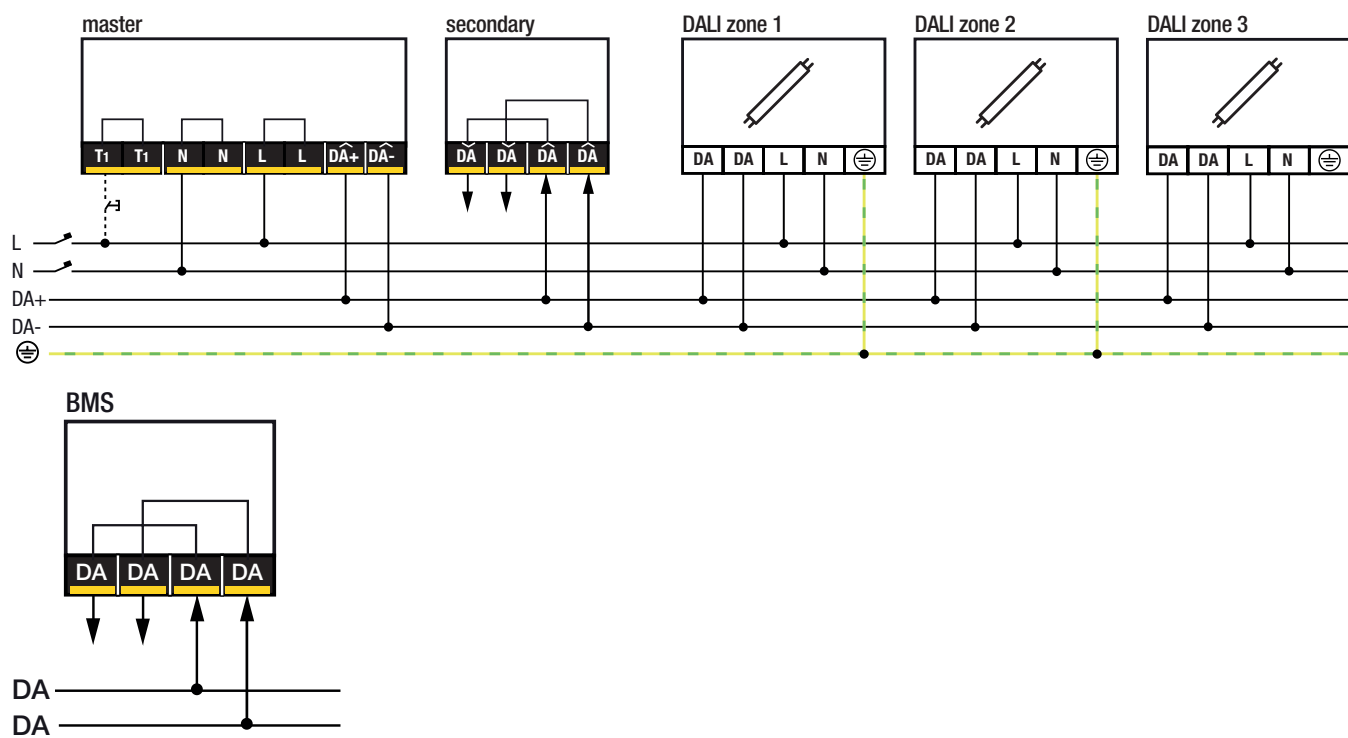 master secondary DALI zone 1 DALI zone 2 DALI zone 3
T1 T1 N N L L DA+ DA- DA DA DA DA DA DA L N DA DA L N DA DA L N
L
N
DA+
DA-
BMS
DA DA DA DA
DA
DA